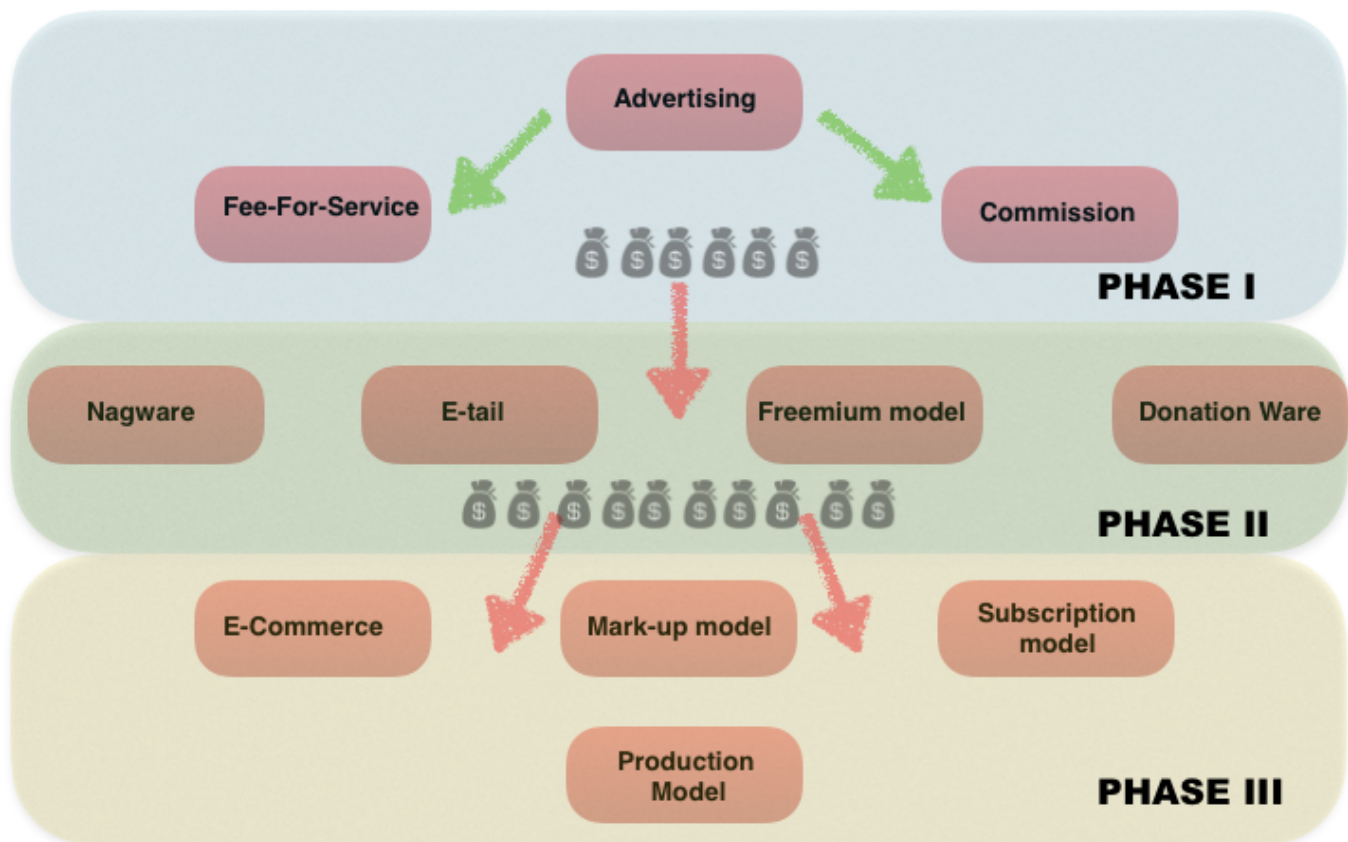 Advertising
Fee-For-Service
Commission
$ $ $ $ $ $
PHASE I
Nagware
E-tail
Freemium model
Donation Ware
$ $ $ $ $ $ $ $ $ $
PHASE II
E-Commerce
Mark-up model
Subscription
model
Production
Model
PHASE III